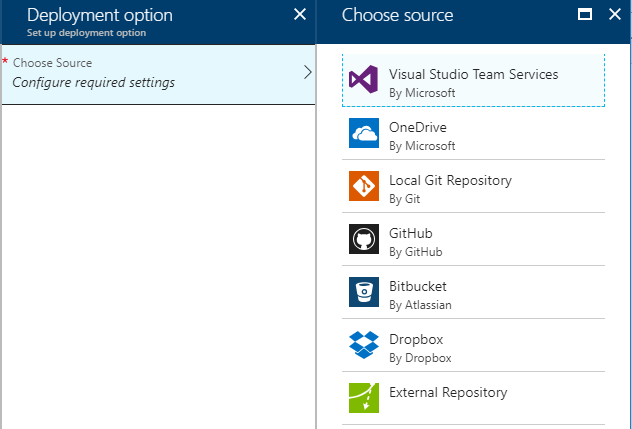 Deployment option
Set up deployment option
* Choose Source
Configure required settings
Choose source
Visual Studio Team Services
By Microsoft
OneDrive
By Microsoft
Local Git Repository
By Git
GitHub
By GitHub
Bitbucket
By Atlassian
Dropbox
By Dropbox
External Repository